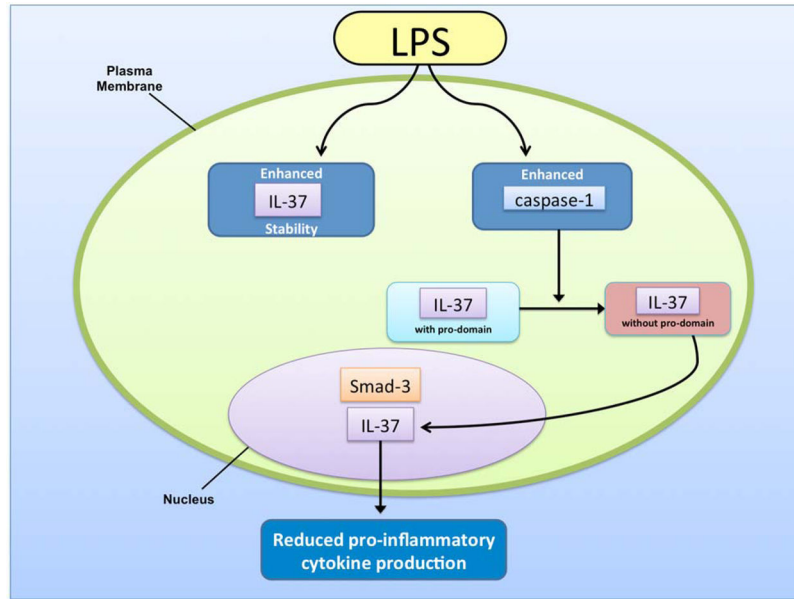 LPS
Plasma
Membrane
Enhanced
IL-37
Stability
Enhanced
caspase-1
IL-37
with pro-domain
IL-37
without pro-domain
Smad-3
IL-37
Nucleus
Reduced pro-inflammatory
cytokine production